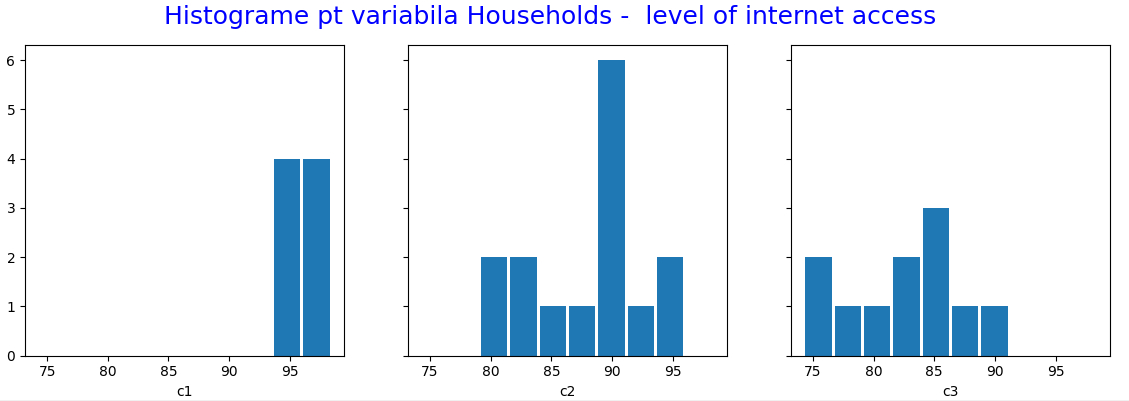 Histograme pt variabila Households -  level of internet access
6
5
4
3
2
1
0
75 80 85 90 95
c1
75 80 85 90 95
c2
75 80 85 90 95
c3